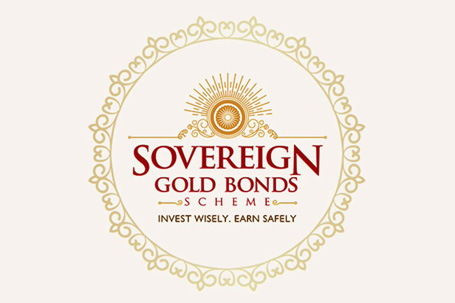 SOVEREIGN
GOLD BONDS
SCHEME
INVEST WISELY. EARN SAFELY